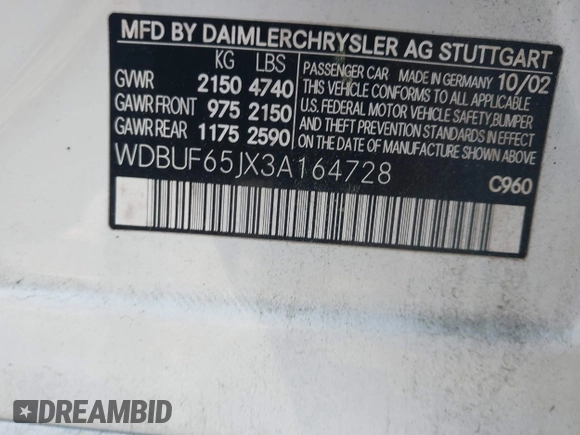 MFD BY DAIMLERCHRYSLER AG STUTTGART
KG LBS
GVWR 2150 4740
GAWR FRONT 975 2150
GAWR REAR 1175 2590
PASSENGER CAR MADE IN GERMANY 10/02
THIS VEHICLE CONFORMS TO ALL APPLICABLE
U.S. FEDERAL MOTOR VEHICLE SAFETY, BUMPER
AND THEFT PREVENTION STANDARDS IN EFFECT
ON THE DATE OF MANUFACTURE SHOWN ABOVE
WDBUF65JX3A164728
C960
DREAMBID